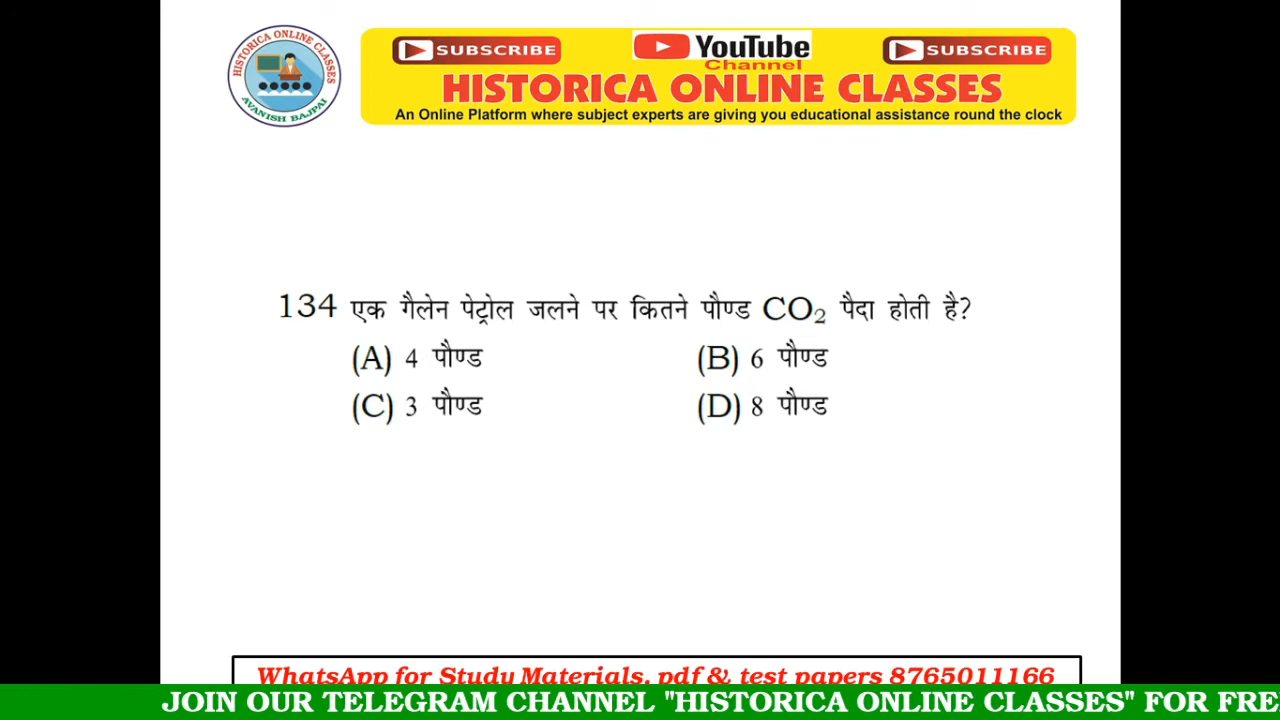 HISTORICA ONLINE CLASSES
AVANISH BAJPAI
SUBSCRIBE
YouTube
SUBSCRIBE
Channel
HISTORICA ONLINE CLASSES
An Online Platform where subject experts are giving you educational assistance round the clock
134 एक गैलेन पेट्रोल जलने पर कितने पौण्ड CO₂ पैदा होती है?
(A) 4 पौण्ड (B) 6 पौण्ड
(C) 3 पौण्ड (D) 8 पौण्ड
WhatsApp for Study Materials, pdf & test papers 8765011166
JOIN OUR TELEGRAM CHANNEL "HISTORICA ONLINE CLASSES" FOR FRE